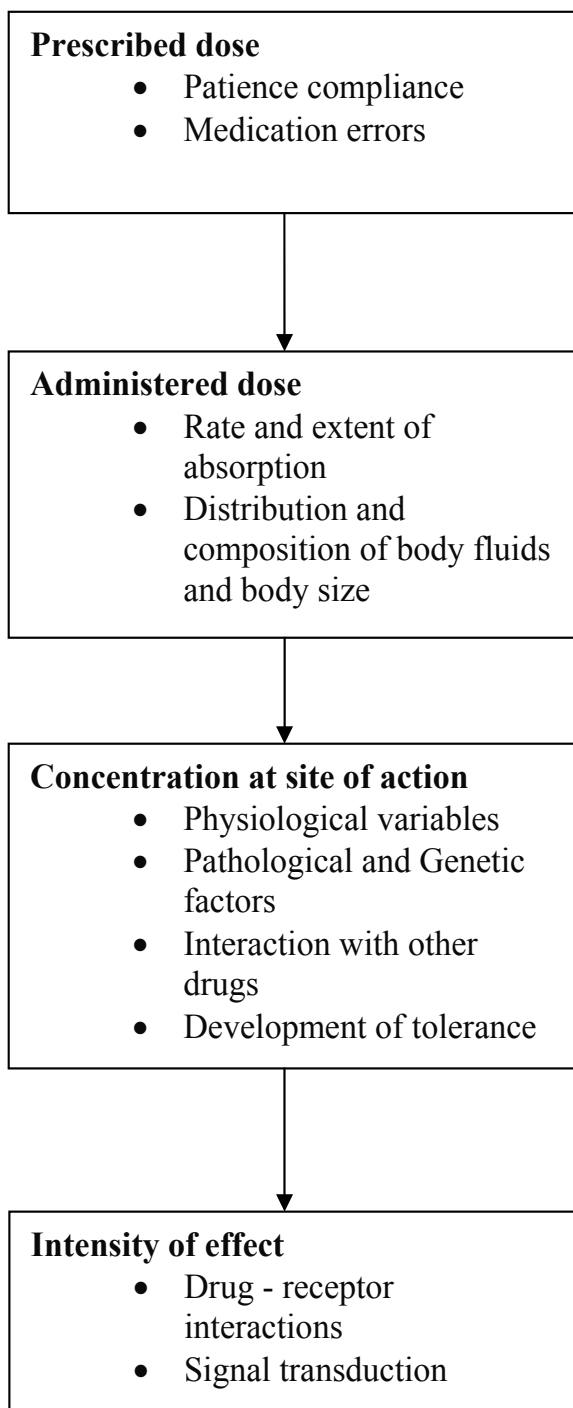 Prescribed dose
• Patience compliance
• Medication errors
Administered dose
• Rate and extent of
absorption
• Distribution and
composition of body fluids
and body size
Concentration at site of action
• Physiological variables
• Pathological and Genetic
factors
• Interaction with other
drugs
• Development of tolerance
Intensity of effect
• Drug - receptor
interactions
• Signal transduction